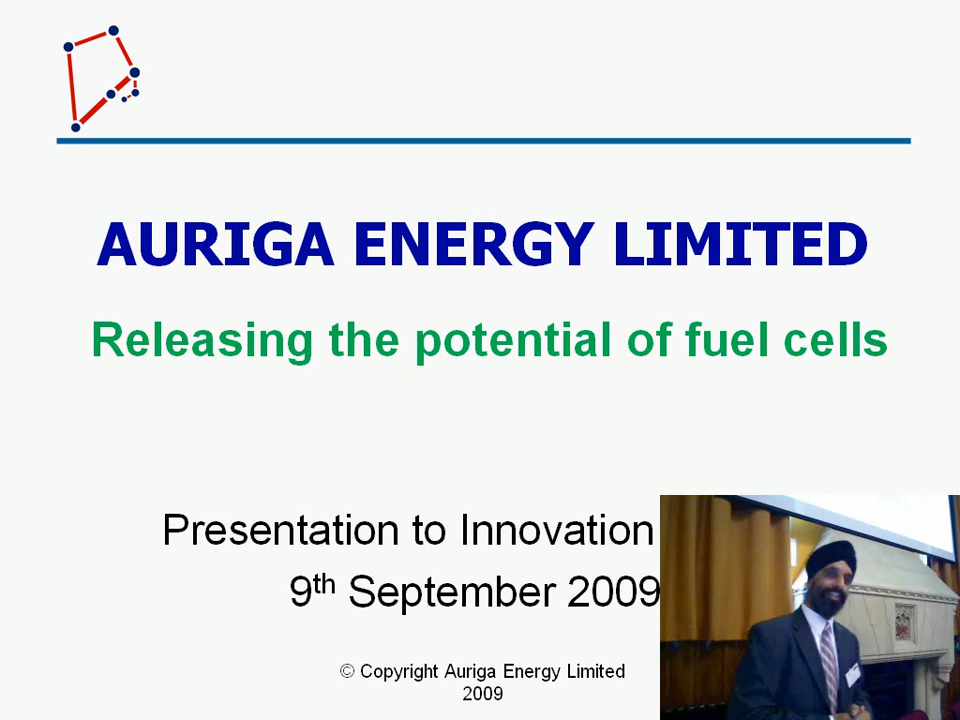 AURIGA ENERGY LIMITED
Releasing the potential of fuel cells
Presentation to Innovation
9th September 2009
© Copyright Auriga Energy Limited
2009